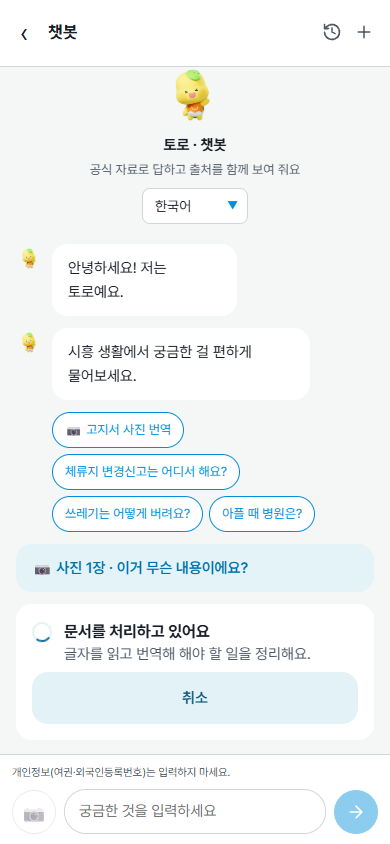 챗봇
토로 · 챗봇
공식 자료로 답하고 출처를 함께 보여 줘요
한국어
안녕하세요! 저는
토로예요.
시흥 생활에서 궁금한 걸 편하게
물어보세요.
고지서 사진 번역
체류지 변경신고는 어디서 해요?
쓰레기는 어떻게 버려요?
아플 때 병원은?
사진 1장 · 이거 무슨 내용이에요?
문서를 처리하고 있어요
글자를 읽고 번역해 해야 할 일을 정리해요.
취소
개인정보(여권·외국인등록번호)는 입력하지 마세요.
궁금한 것을 입력하세요